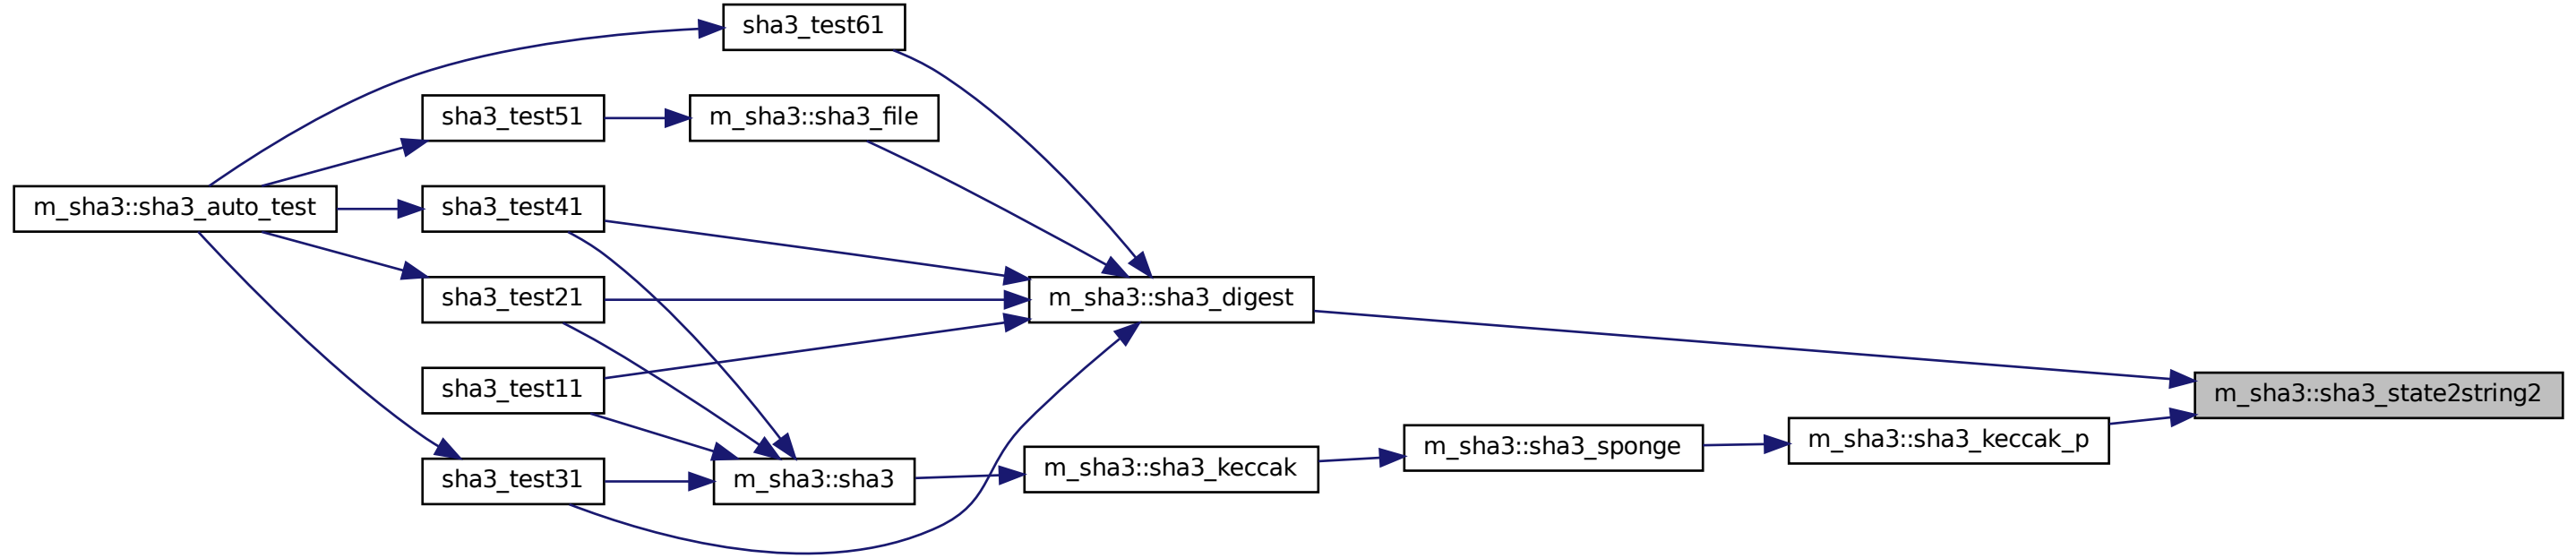 sha3_test61
sha3_test51
m_sha3::sha3_file
m_sha3::sha3_auto_test
sha3_test41
sha3_test21
m_sha3::sha3_digest
sha3_test11
m_sha3::sha3_state2string2
sha3_test31
m_sha3::sha3
m_sha3::sha3_keccak
m_sha3::sha3_sponge
m_sha3::sha3_keccak_p